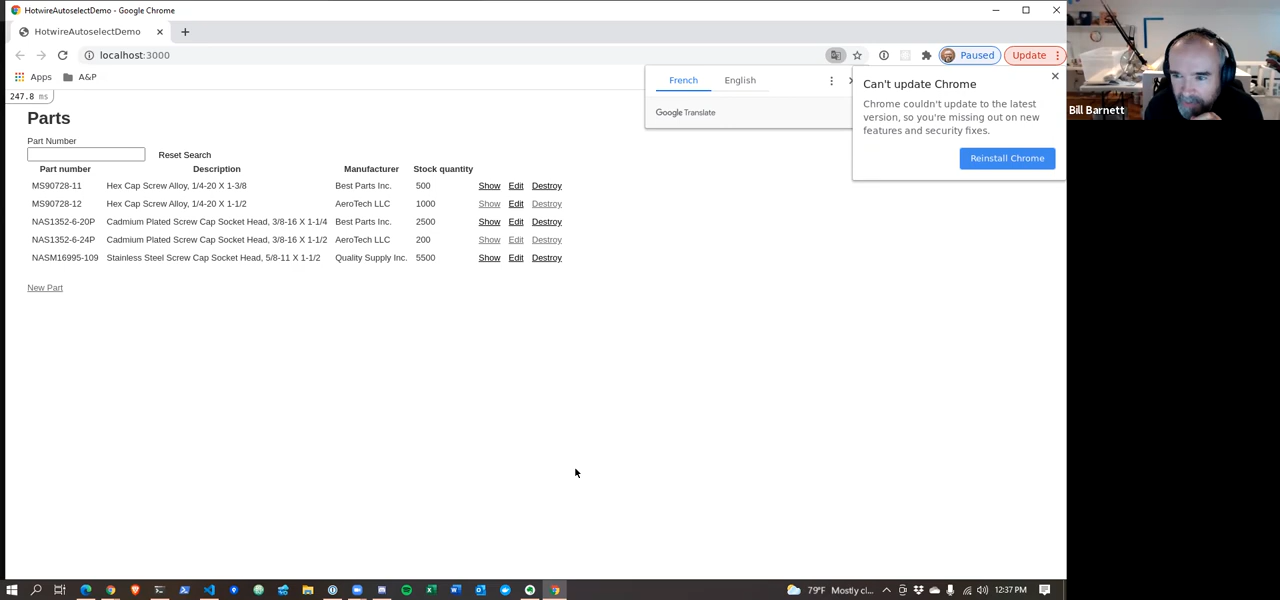 HotwireAutoselectDemo - Google Chrome
HotwireAutoselectDemo
localhost:3000
Paused
Update
Apps
A&P
247.8 ms
French
English
Google Translate
Can't update Chrome
Chrome couldn't update to the latest
version, so you're missing out on new
features and security fixes.
Reinstall Chrome
Bill Barnett
Parts
Part Number
Reset Search
Part number Description Manufacturer Stock quantity
MS90728-11 Hex Cap Screw Alloy, 1/4-20 X 1-3/8 Best Parts Inc. 500 Show Edit Destroy
MS90728-12 Hex Cap Screw Alloy, 1/4-20 X 1-1/2 AeroTech LLC 1000 Show Edit Destroy
NAS1352-6-20P Cadmium Plated Screw Cap Socket Head, 3/8-16 X 1-1/4 Best Parts Inc. 2500 Show Edit Destroy
NAS1352-6-24P Cadmium Plated Screw Cap Socket Head, 3/8-16 X 1-1/2 AeroTech LLC 200 Show Edit Destroy
NASM16995-109 Stainless Steel Screw Cap Socket Head, 5/8-11 X 1-1/2 Quality Supply Inc. 5500 Show Edit Destroy
New Part
79°F Mostly cl...
12:37 PM